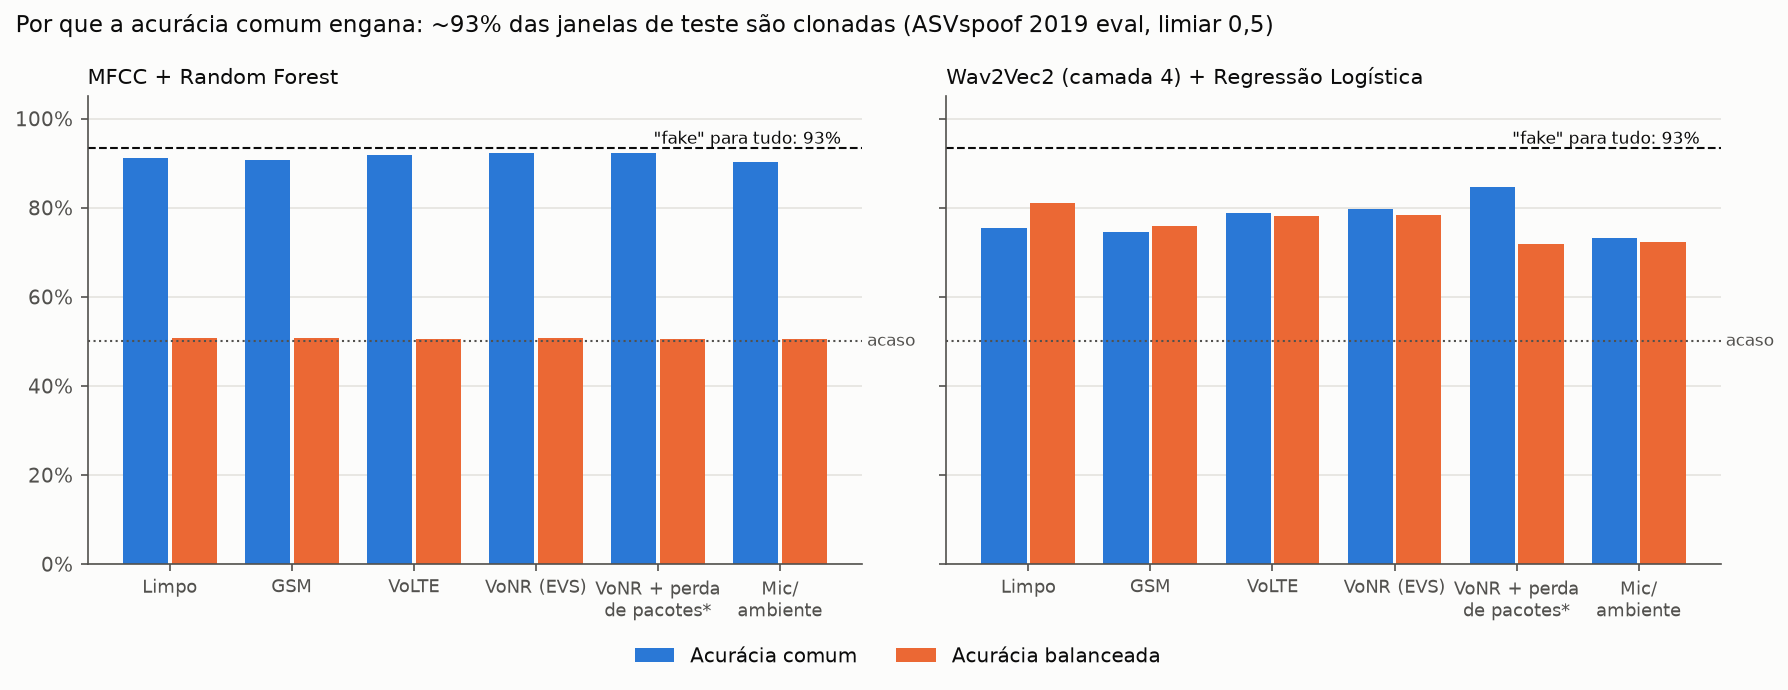 Por que a acurácia comum engana: ~93% das janelas de teste são clonadas (ASVspoof 2019 eval, limiar 0,5)
MFCC + Random Forest
100%
80%
60%
40%
20%
0%
"fake" para tudo: 93%
acaso
Limpo
GSM
VoLTE
VoNR (EVS)
VoNR + perda
de pacotes*
Mic/
ambiente
Wav2Vec2 (camada 4) + Regressão Logística
"fake" para tudo: 93%
acaso
Limpo
GSM
VoLTE
VoNR (EVS)
VoNR + perda
de pacotes*
Mic/
ambiente
Acurácia comum
Acurácia balanceada